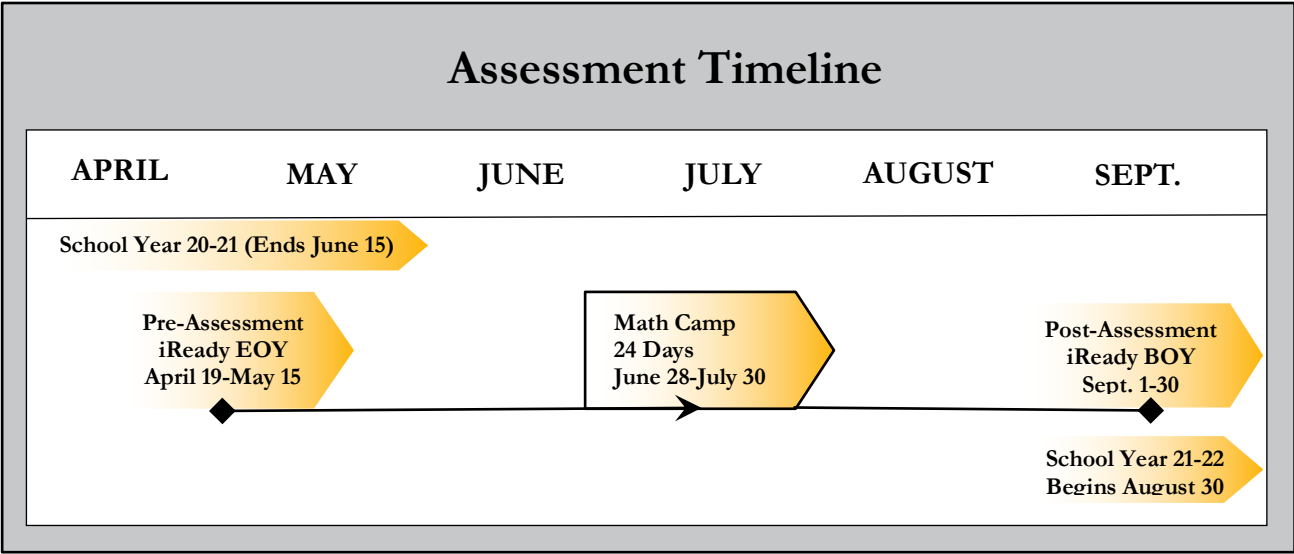 Assessment Timeline
APRIL MAY JUNE JULY AUGUST SEPT.
School Year 20-21 (Ends June 15)
Pre-Assessment
iReady EOY
April 19-May 15
Math Camp
24 Days
June 28-July 30
Post-Assessment
iReady BOY
Sept. 1-30
School Year 21-22
Begins August 30